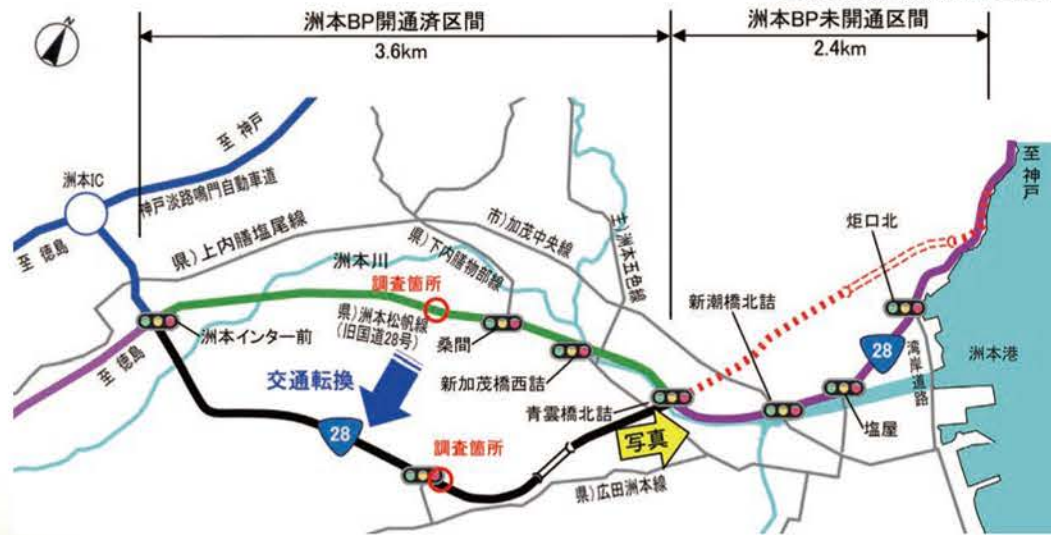 洲本BP開通済区間
3.6km
洲本BP未開通区間
2.4km
N
至 神戸
洲本IC
神戸淡路鳴門自動車道
至 徳島
県)上内膳塩尾線
洲本川
県)下内膳物部線
市)加茂中央線
主)洲本五色線
至 神戸
炬口北
調査箇所
県)洲本松帆線
(旧国道28号)
新潮橋北詰
洲本インター前
桑間
至 徳島
28
湾岸道路
洲本港
交通転換
新加茂橋西詰
青雲橋北詰
塩屋
28
写真
調査箇所
県)広田洲本線